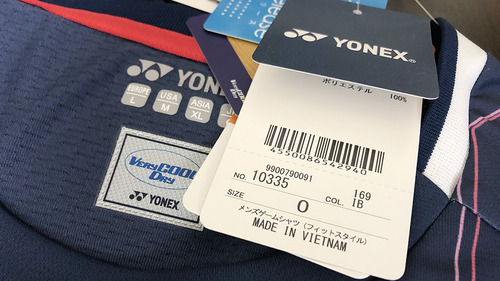 YONEX®
ポリエステル 100%
4550086542940
9900790091
NO. 10335
169
SIZE O COL. IB
メンズゲームシャツ(フィットスタイル)
MADE IN VIETNAM
YONEX
EUROPE L
USA M
ASIA XL
VERY COOL
DRY
YONEX